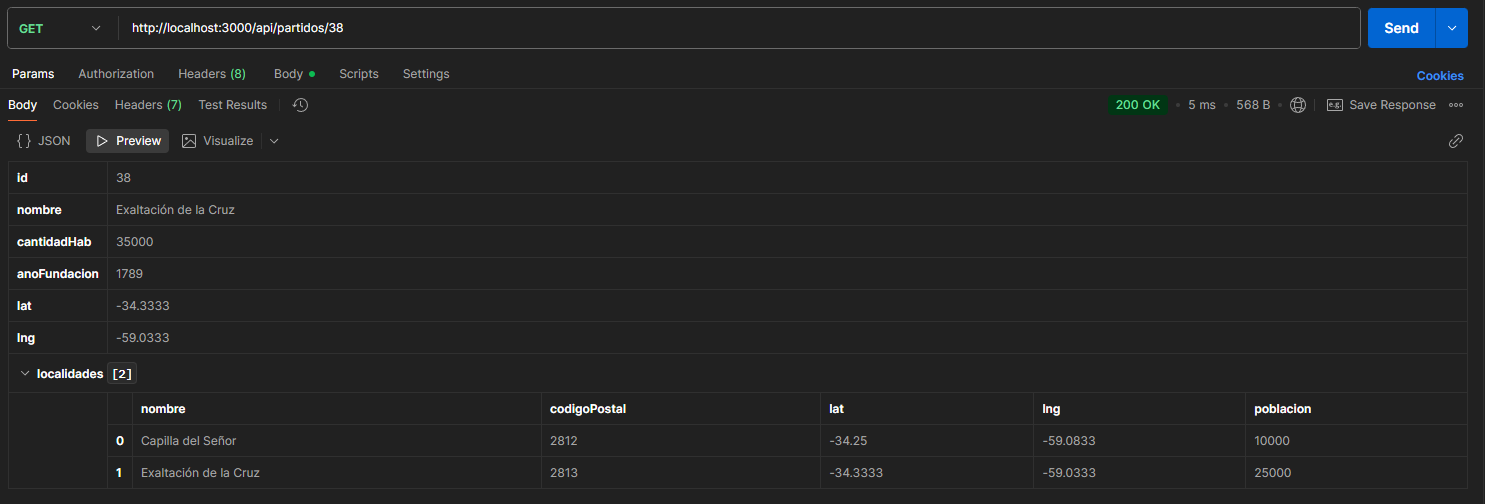 GET http://localhost:3000/api/partidos/38 Send
Params Authorization Headers (8) Body Scripts Settings Cookies
Body Cookies Headers (7) Test Results 200 OK 5 ms 568 B e.g. Save Response
{} JSON Preview Visualize
id 38
nombre Exaltación de la Cruz
cantidadHab 35000
anoFundacion 1789
lat -34.3333
lng -59.0333
localidades [2]
nombre codigoPostal lat lng poblacion
0 Capilla del Señor 2812 -34.25 -59.0833 10000
1 Exaltación de la Cruz 2813 -34.3333 -59.0333 25000